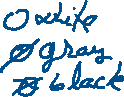 O white
Ø gray
⦻ black